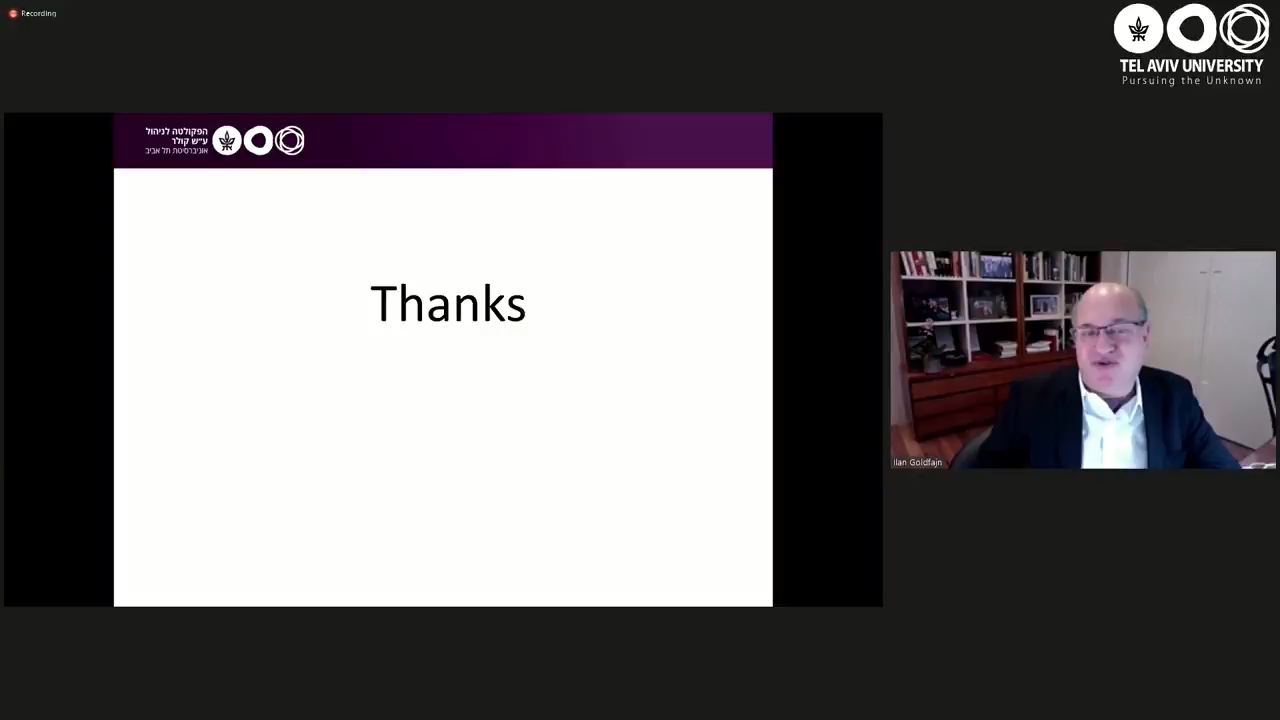 Recording
TEL AVIV UNIVERSITY
Pursuing the Unknown
הפקולטה לניהול
ע״ש קולר
אוניברסיטת תל אביב
Thanks
Ilan Goldfajn